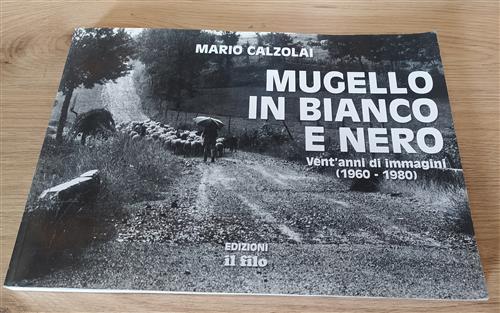 MARIO CALZOLAI
MUGELLO
IN BIANCO
E NERO
Vent'anni di immagini
(1960 - 1980)
EDIZIONI
il filo